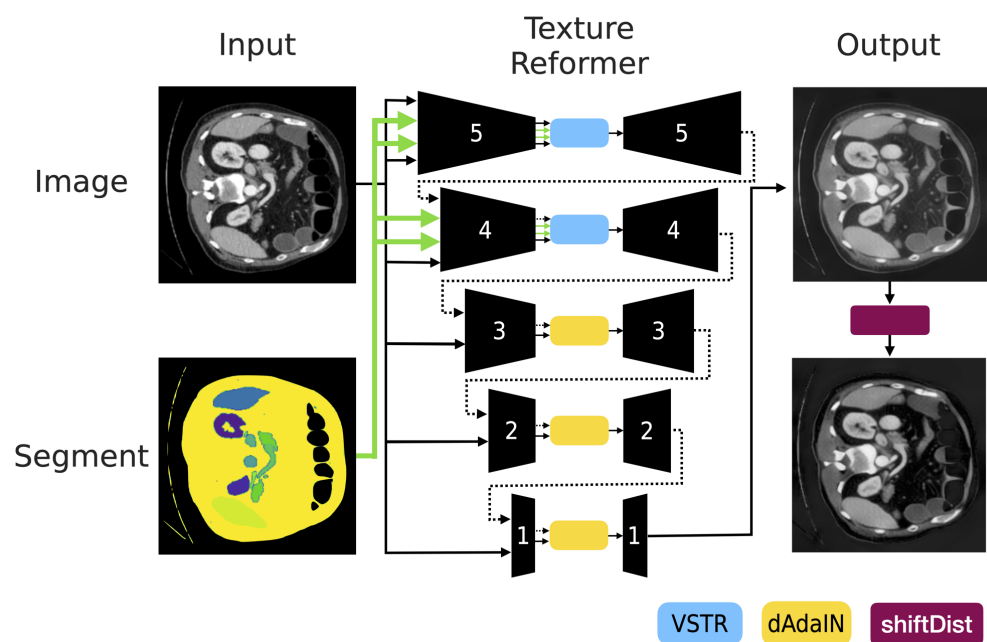 Input
Texture
Reformer
Output
Image
Segment
5 5
4 4
3 3
2 2
1 1
VSTR
dAdaIN
shiftDist